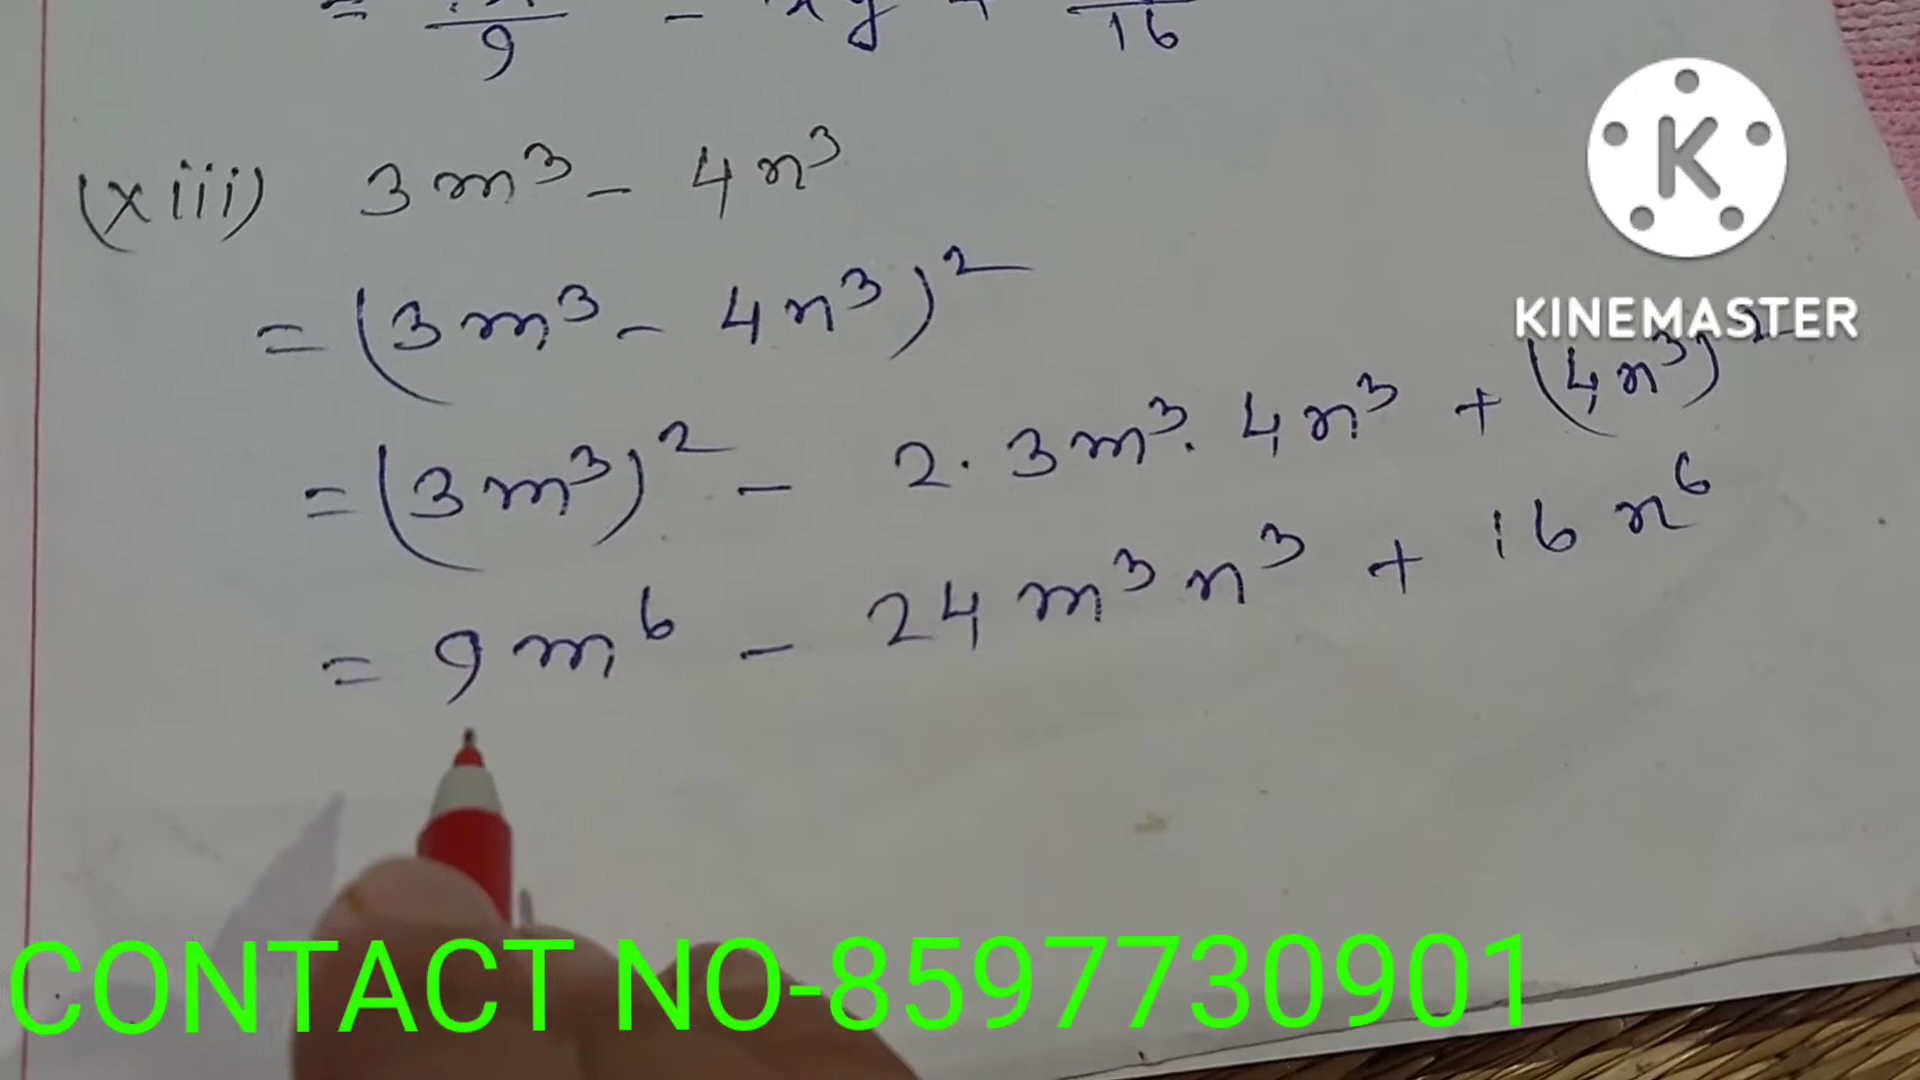 = 9 - xy + 16
(xiii) 3m³ - 4n³
= (3m³ - 4n³)²
= (3m³)² - 2. 3m³. 4n³ + (4n³)²
= 9m⁶ - 24m³n³ + 16n⁶
K
KINEMASTER
CONTACT NO-8597730901